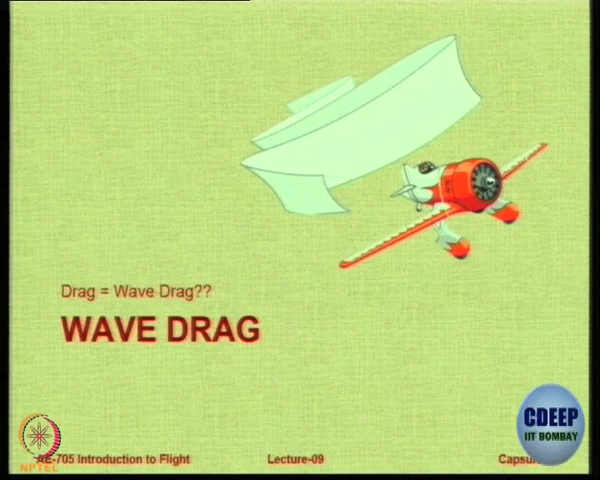 Drag = Wave Drag??
WAVE DRAG
CDEEP
IIT BOMBAY
NPTEL
AE-705 Introduction to Flight
Lecture-09